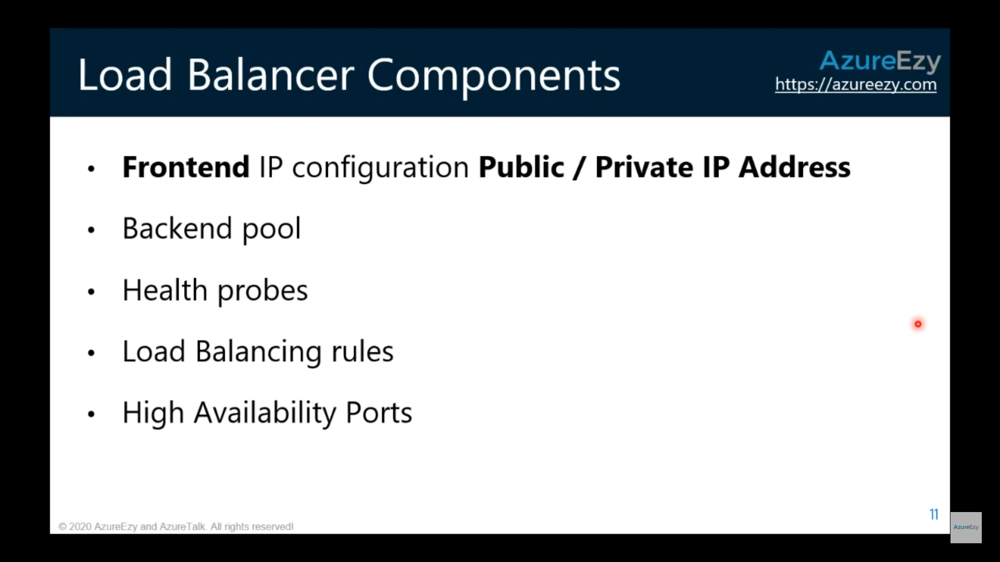 Load Balancer Components
AzureEzy
https://azureezy.com
• Frontend IP configuration Public / Private IP Address
• Backend pool
• Health probes
• Load Balancing rules
• High Availability Ports
11
© 2020 AzureEzy and AzureTalk. All rights reserved!
AzureEzy